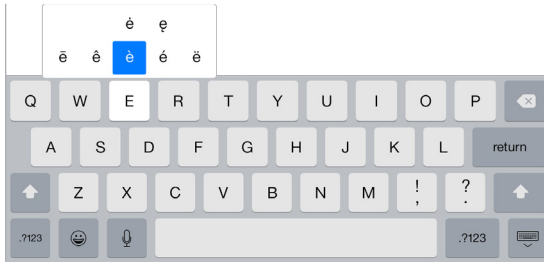 ė ę
ē ê è é ë
Q W E R T Y U I O P
A S D F G H J K L return
Z X C V B N M ! , ? .
.?123 .?123